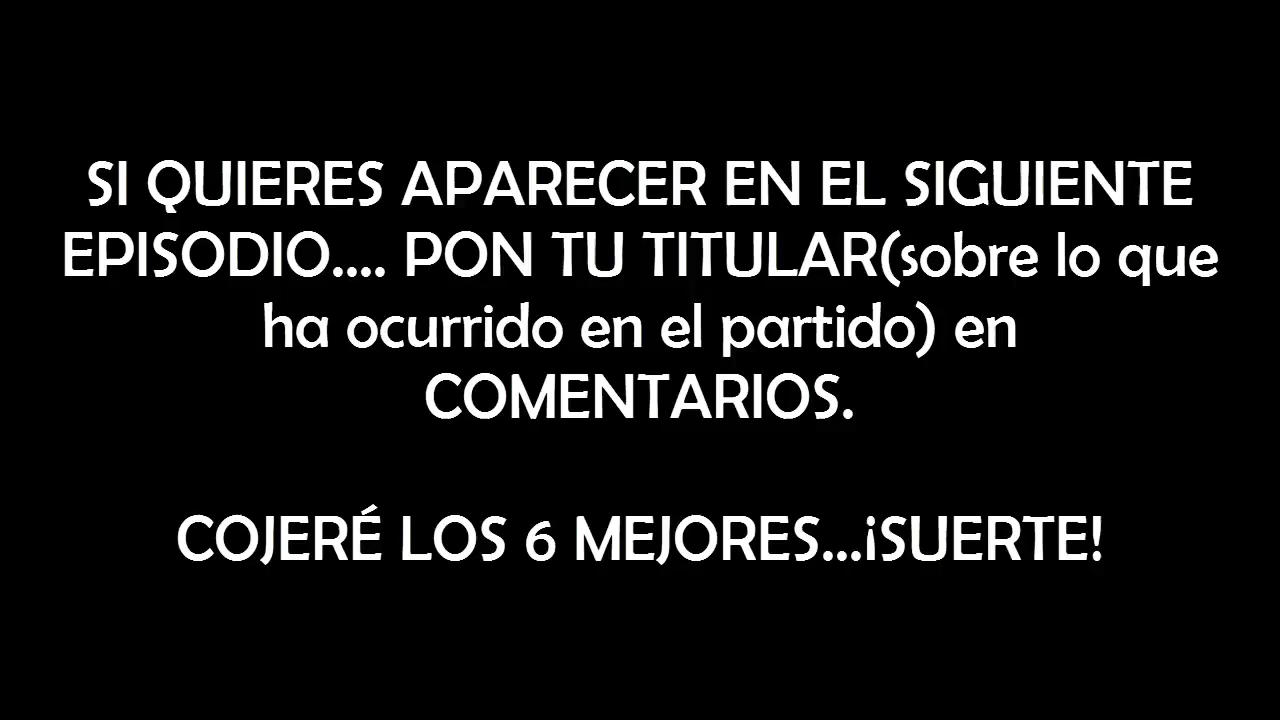 SI QUIERES APARECER EN EL SIGUIENTE
EPISODIO.... PON TU TITULAR(sobre lo que
ha ocurrido en el partido) en
COMENTARIOS.
COJERÉ LOS 6 MEJORES...¡SUERTE!